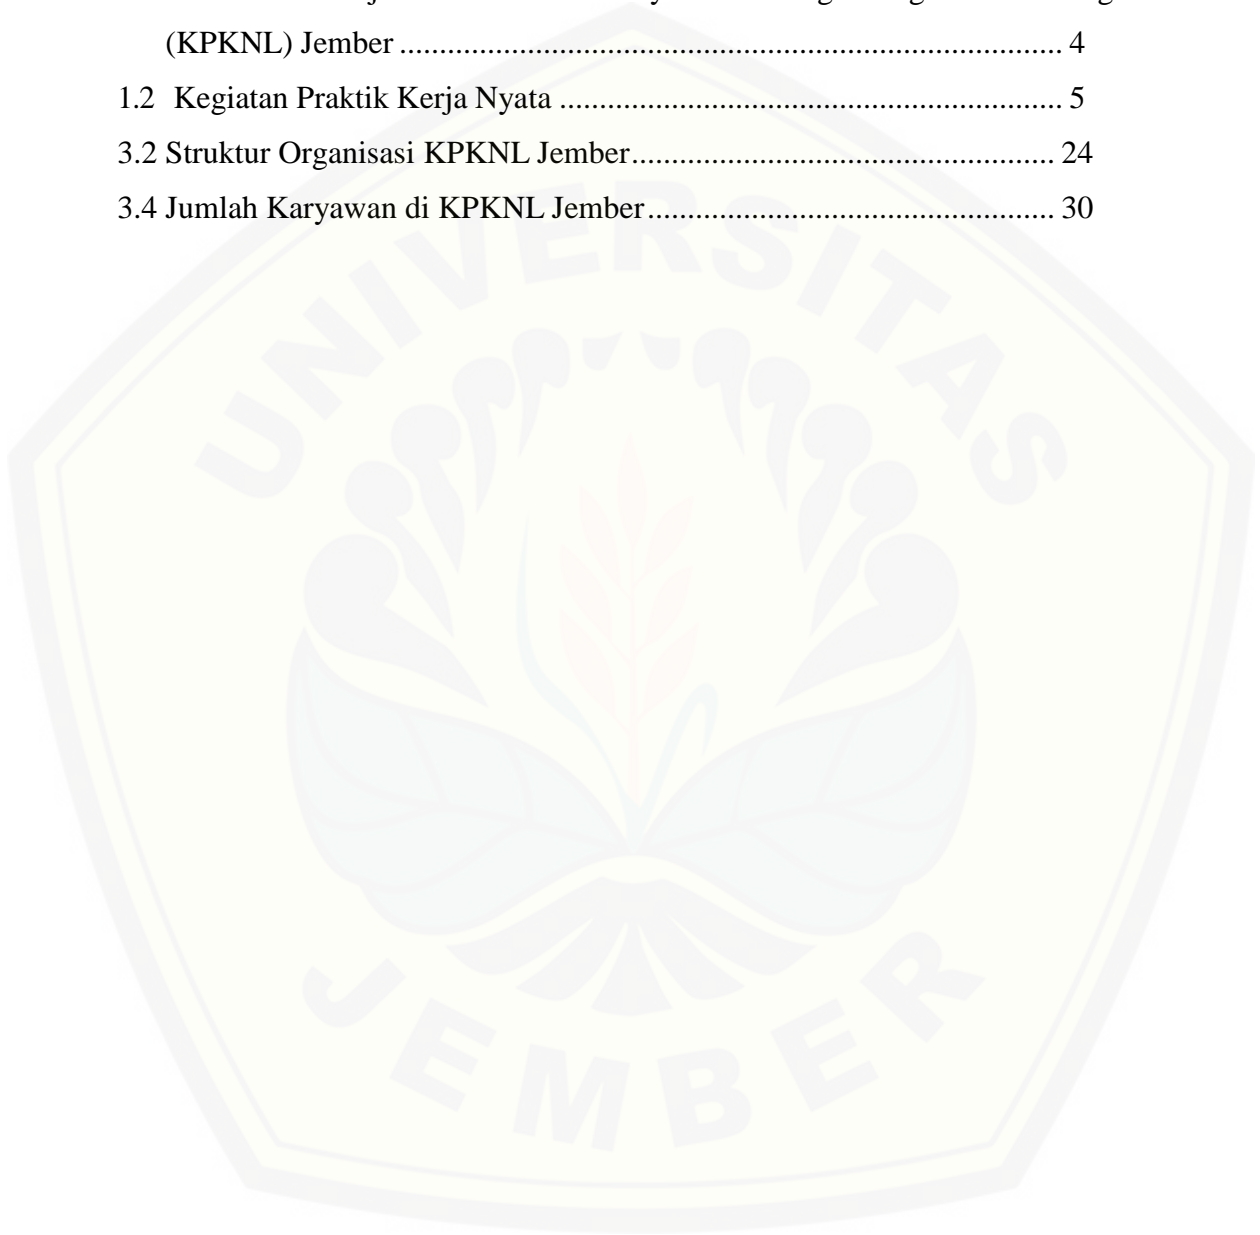 (KPKNL) Jember .................................................................................. 4
1.2 Kegiatan Praktik Kerja Nyata .............................................................. 5
3.2 Struktur Organisasi KPKNL Jember.................................................... 24
3.4 Jumlah Karyawan di KPKNL Jember.................................................. 30
UNIVERSITAS
JEMBER